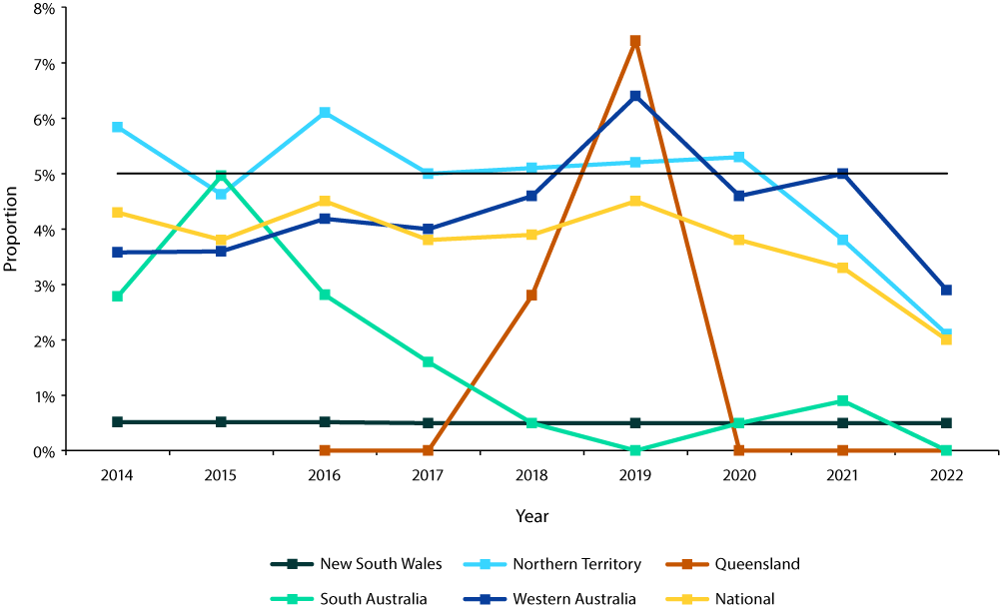 8%
7%
6%
5%
4%
3%
2%
1%
0%
Proportion
2014 2015 2016 2017 2018 2019 2020 2021 2022
Year
New South Wales Northern Territory Queensland
South Australia Western Australia National